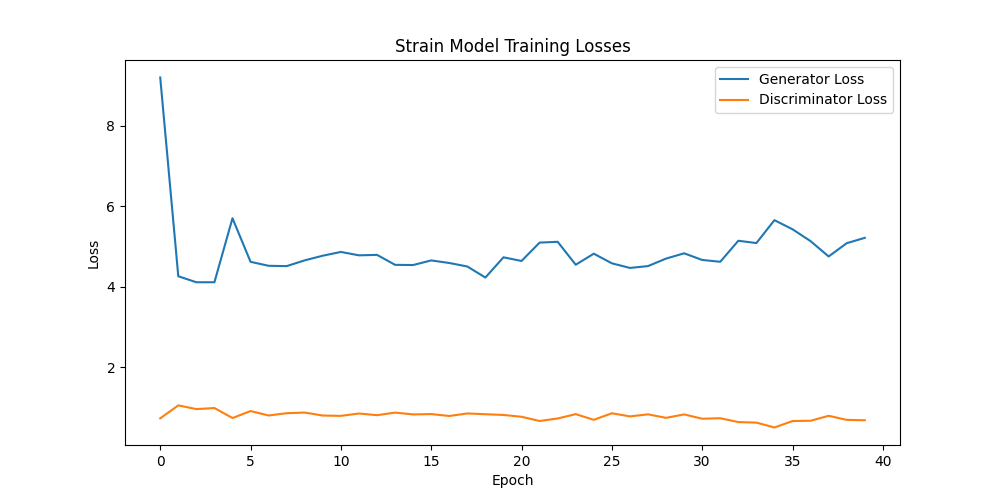 Strain Model Training Losses
Generator Loss
Discriminator Loss
Loss
8
6
4
2
0 5 10 15 20 25 30 35 40
Epoch